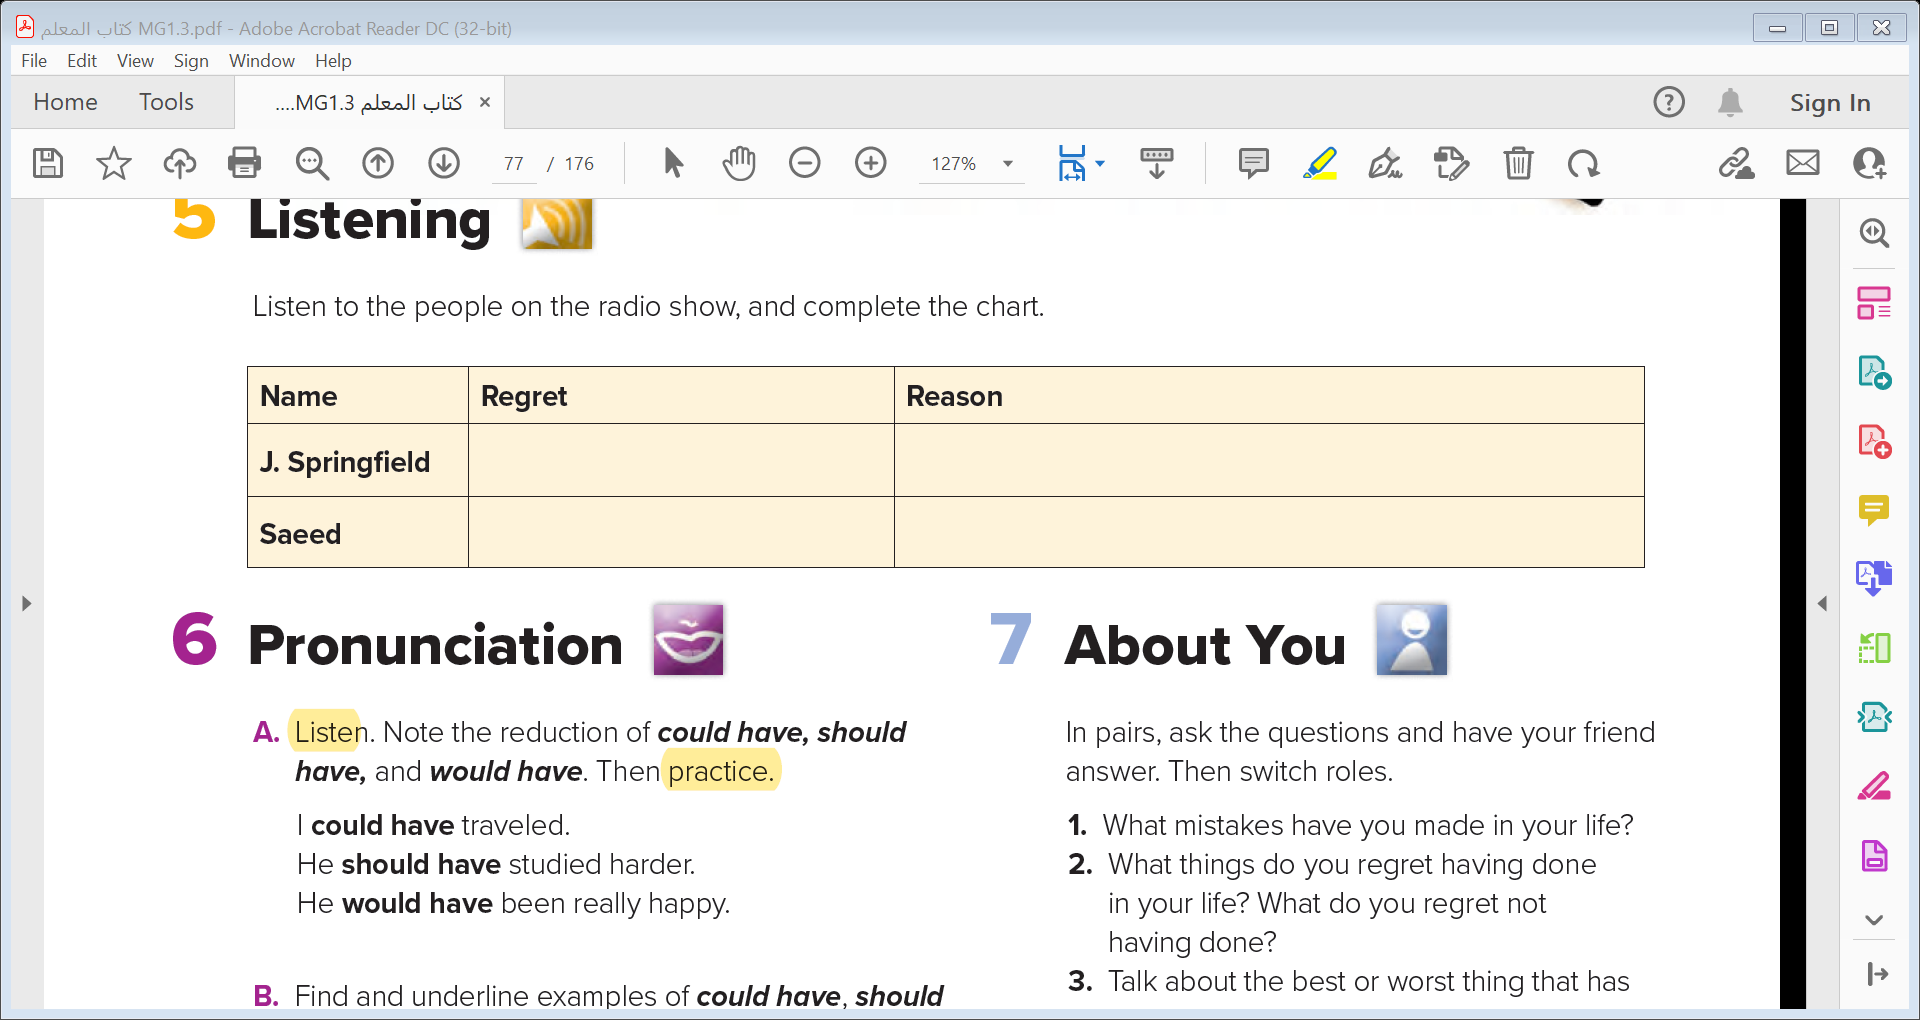 كتاب المعلم MG1.3.pdf - Adobe Acrobat Reader DC (32-bit)
File Edit View Sign Window Help
Home Tools كتاب المعلم MG1.3.... × Sign In
77 / 176 127%
5 Listening
Listen to the people on the radio show, and complete the chart.
Name Regret Reason
J. Springfield
Saeed
6 Pronunciation
A. Listen. Note the reduction of could have, should
have, and would have. Then practice.
I could have traveled.
He should have studied harder.
He would have been really happy.
B. Find and underline examples of could have, should
7 About You
In pairs, ask the questions and have your friend
answer. Then switch roles.
1. What mistakes have you made in your life?
2. What things do you regret having done
in your life? What do you regret not
having done?
3. Talk about the best or worst thing that has